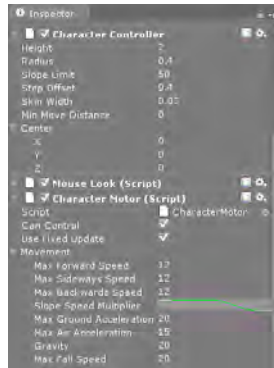 Inspector
Character Controller
Height 2
Radius 0.4
Slope Limit 50
Step Offset 0.4
Skin Width 0.03
Min Move Distance 0
Center
X 0
Y 0
Z 0
Mouse Look (Script)
Character Motor (Script)
Script CharacterMotor
Can Control
Use Fixed Update
Movement
Max Forward Speed 12
Max Sideways Speed 12
Max Backwards Speed 12
Slope Speed Multiplier
Max Ground Acceleration 20
Max Air Acceleration 15
Gravity 20
Max Fall Speed 20